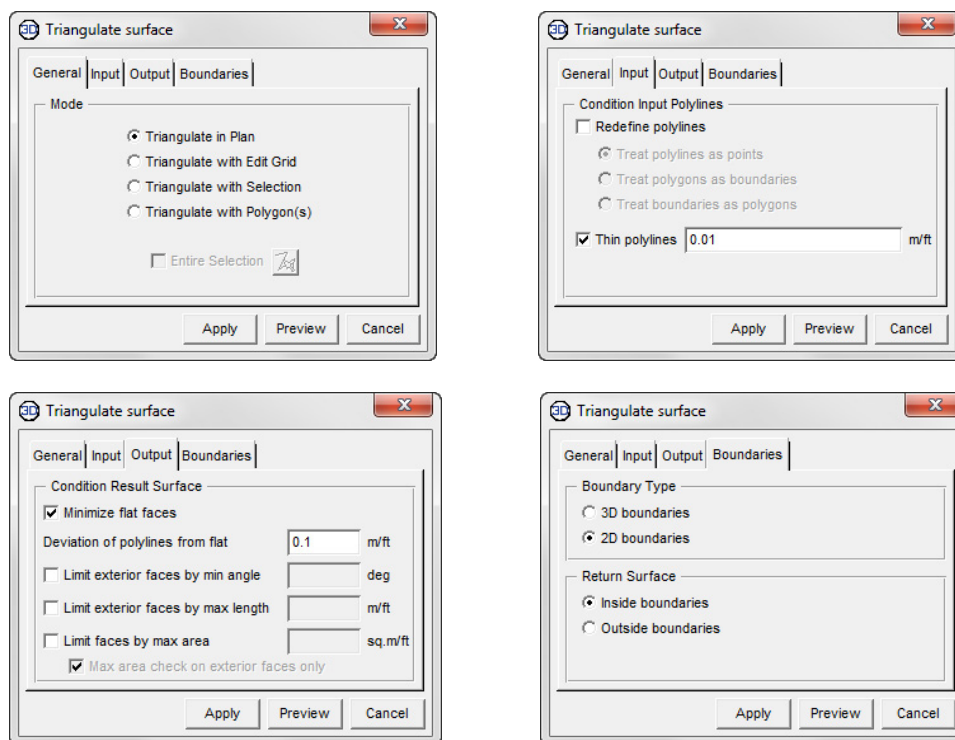 3D Triangulate surface X
General Input Output Boundaries
Mode
Triangulate in Plan
Triangulate with Edit Grid
Triangulate with Selection
Triangulate with Polygon(s)
Entire Selection
Apply Preview Cancel
3D Triangulate surface X
General Input Output Boundaries
Condition Input Polylines
Redefine polylines
Treat polylines as points
Treat polygons as boundaries
Treat boundaries as polygons
Thin polylines 0.01 m/ft
Apply Preview Cancel
3D Triangulate surface X
General Input Output Boundaries
Condition Result Surface
Minimize flat faces
Deviation of polylines from flat 0.1 m/ft
Limit exterior faces by min angle deg
Limit exterior faces by max length m/ft
Limit faces by max area sq.m/ft
Max area check on exterior faces only
Apply Preview Cancel
3D Triangulate surface X
General Input Output Boundaries
Boundary Type
3D boundaries
2D boundaries
Return Surface
Inside boundaries
Outside boundaries
Apply Preview Cancel